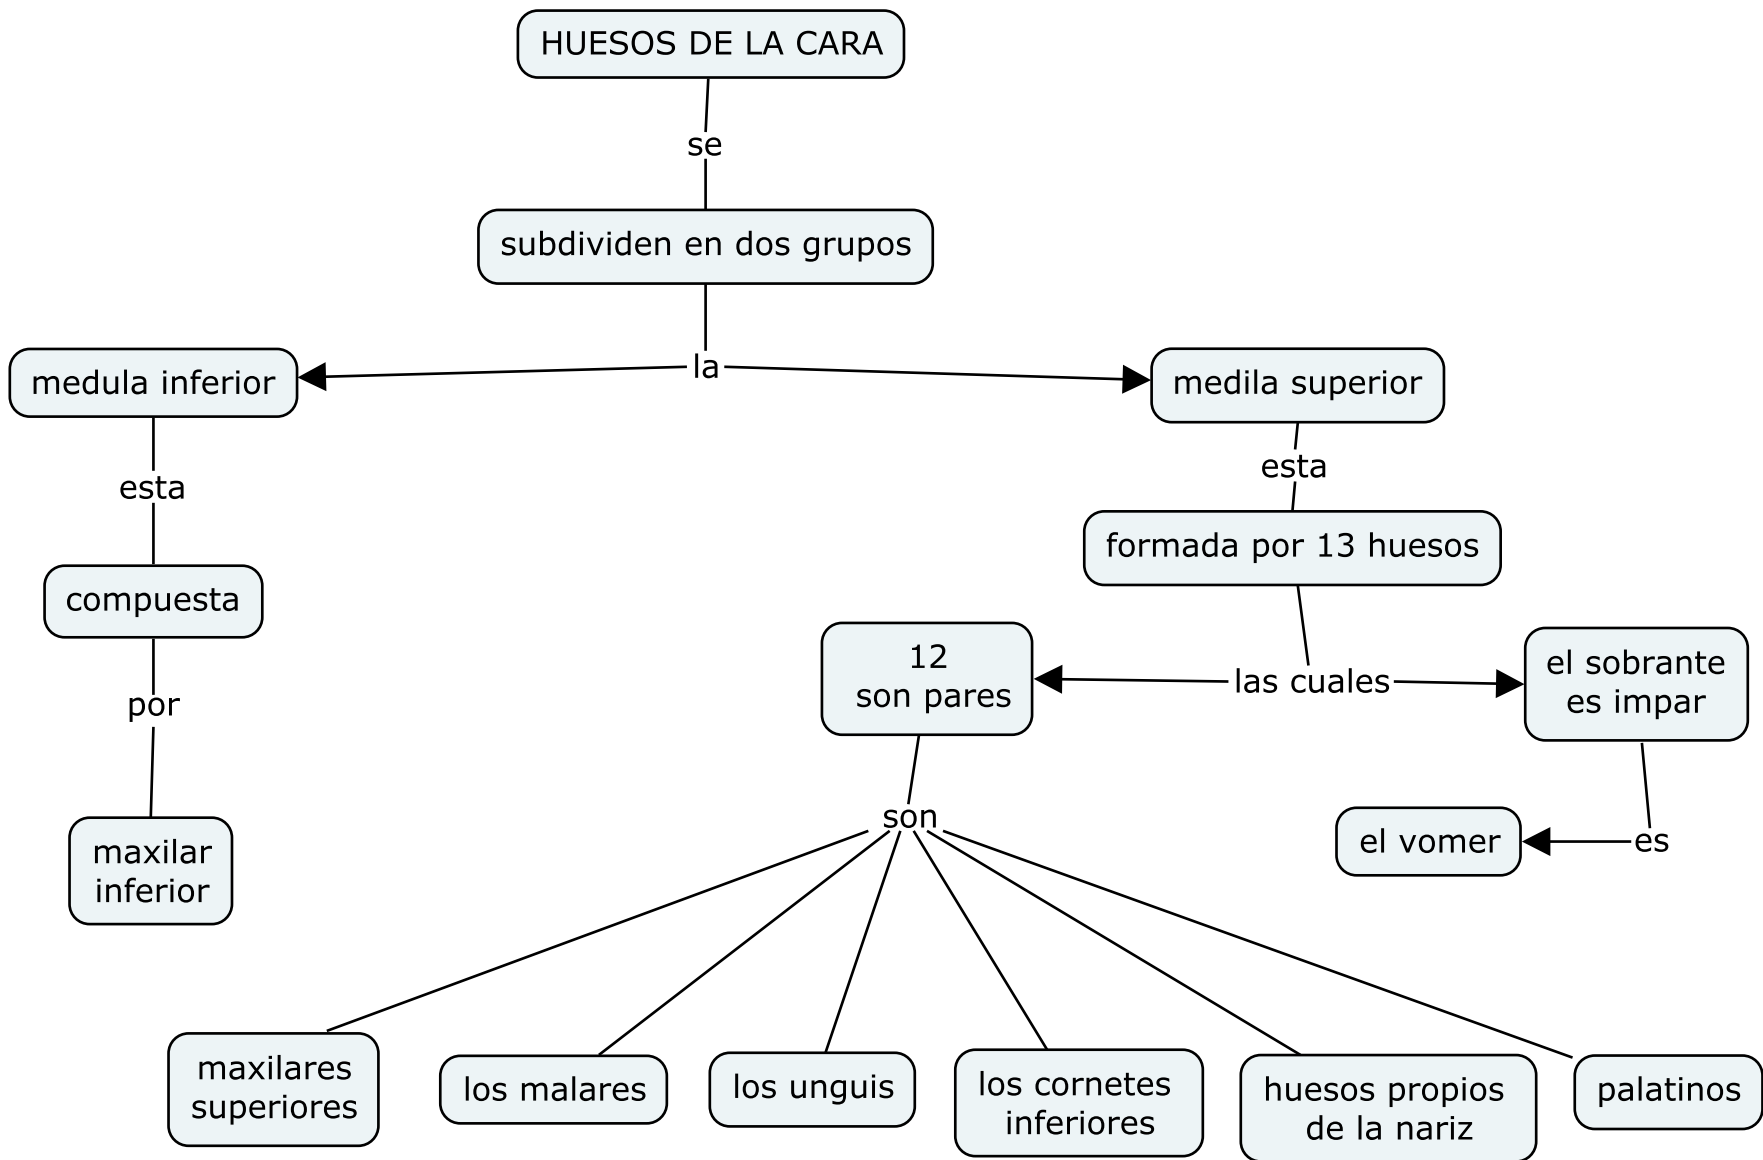 HUESOS DE LA CARA
se
subdividen en dos grupos
la
medula inferior
medila superior
esta
esta
formada por 13 huesos
compuesta
12
son pares
las cuales
el sobrante
es impar
por
son
el vomer
es
maxilar
inferior
maxilares
superiores
los malares
los unguis
los cornetes
inferiores
huesos propios
de la nariz
palatinos